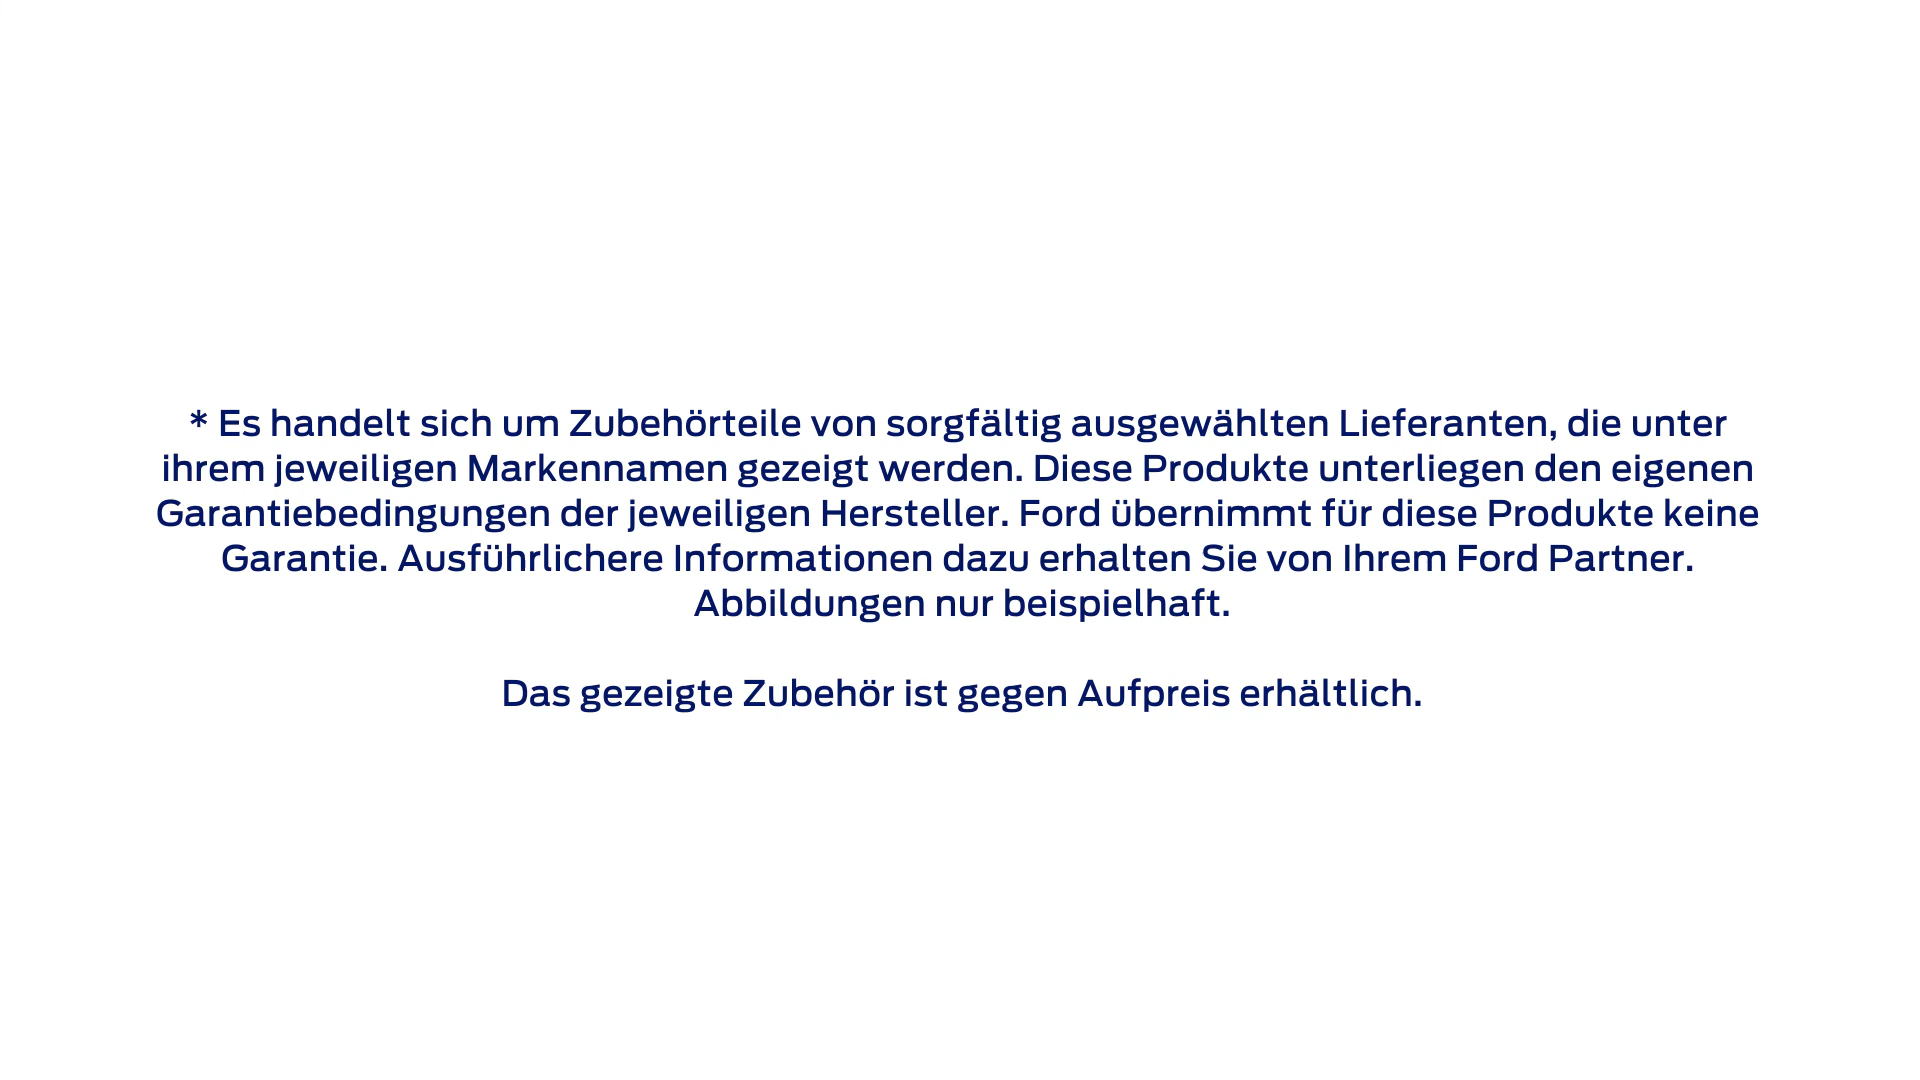 * Es handelt sich um Zubehörteile von sorgfältig ausgewählten Lieferanten, die unter
ihrem jeweiligen Markennamen gezeigt werden. Diese Produkte unterliegen den eigenen
Garantiebedingungen der jeweiligen Hersteller. Ford übernimmt für diese Produkte keine
Garantie. Ausführlichere Informationen dazu erhalten Sie von Ihrem Ford Partner.
Abbildungen nur beispielhaft.
Das gezeigte Zubehör ist gegen Aufpreis erhältlich.